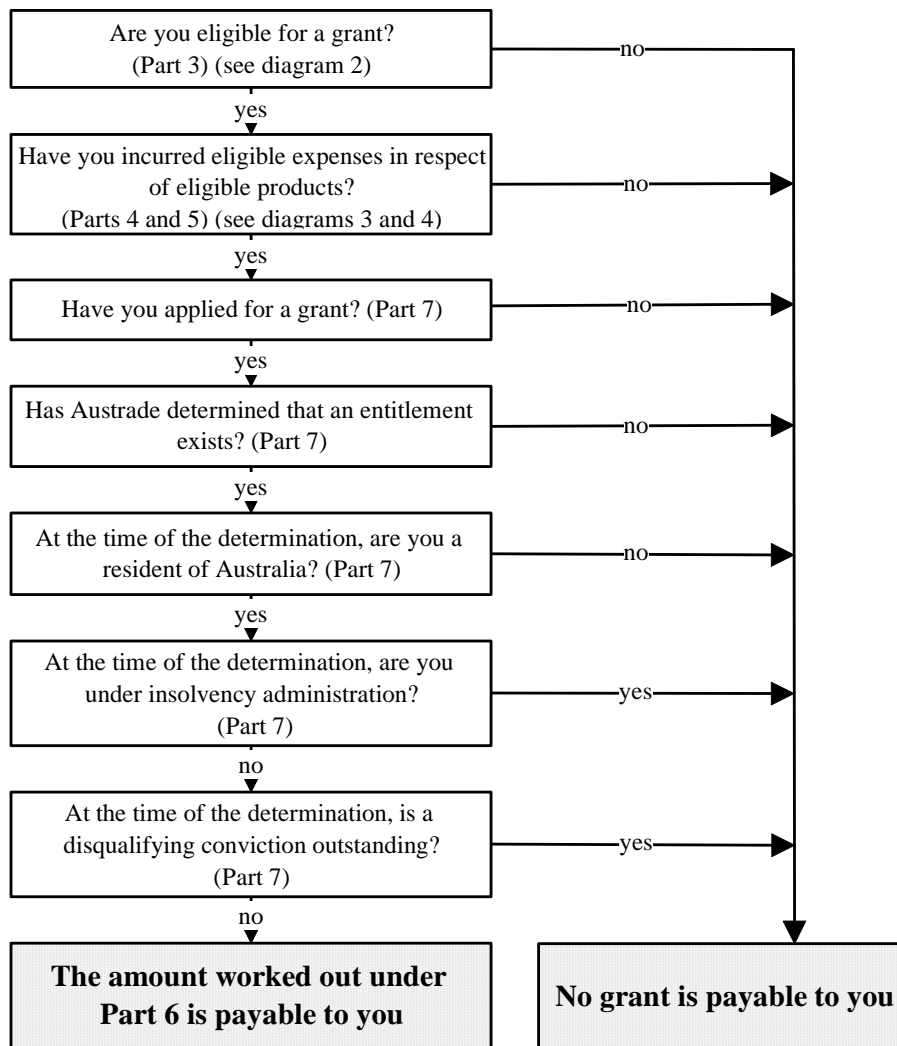 Are you eligible for a grant?
(Part 3) (see diagram 2)
no
yes
Have you incurred eligible expenses in respect
of eligible products?
(Parts 4 and 5) (see diagrams 3 and 4)
no
yes
Have you applied for a grant? (Part 7)
no
yes
Has Austrade determined that an entitlement
exists? (Part 7)
no
yes
At the time of the determination, are you a
resident of Australia? (Part 7)
no
yes
At the time of the determination, are you
under insolvency administration?
(Part 7)
yes
no
At the time of the determination, is a
disqualifying conviction outstanding?
(Part 7)
yes
no
The amount worked out under
Part 6 is payable to you
No grant is payable to you